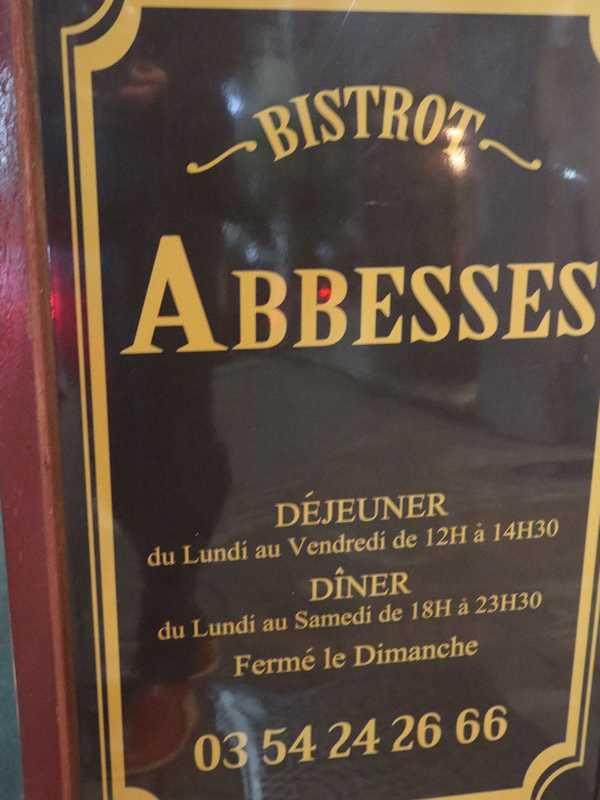 BISTROT
ABBESSES
DÉJEUNER
du Lundi au Vendredi de 12H à 14H30
DÎNER
du Lundi au Samedi de 18H à 23H30
Fermé le Dimanche
03 54 24 26 66